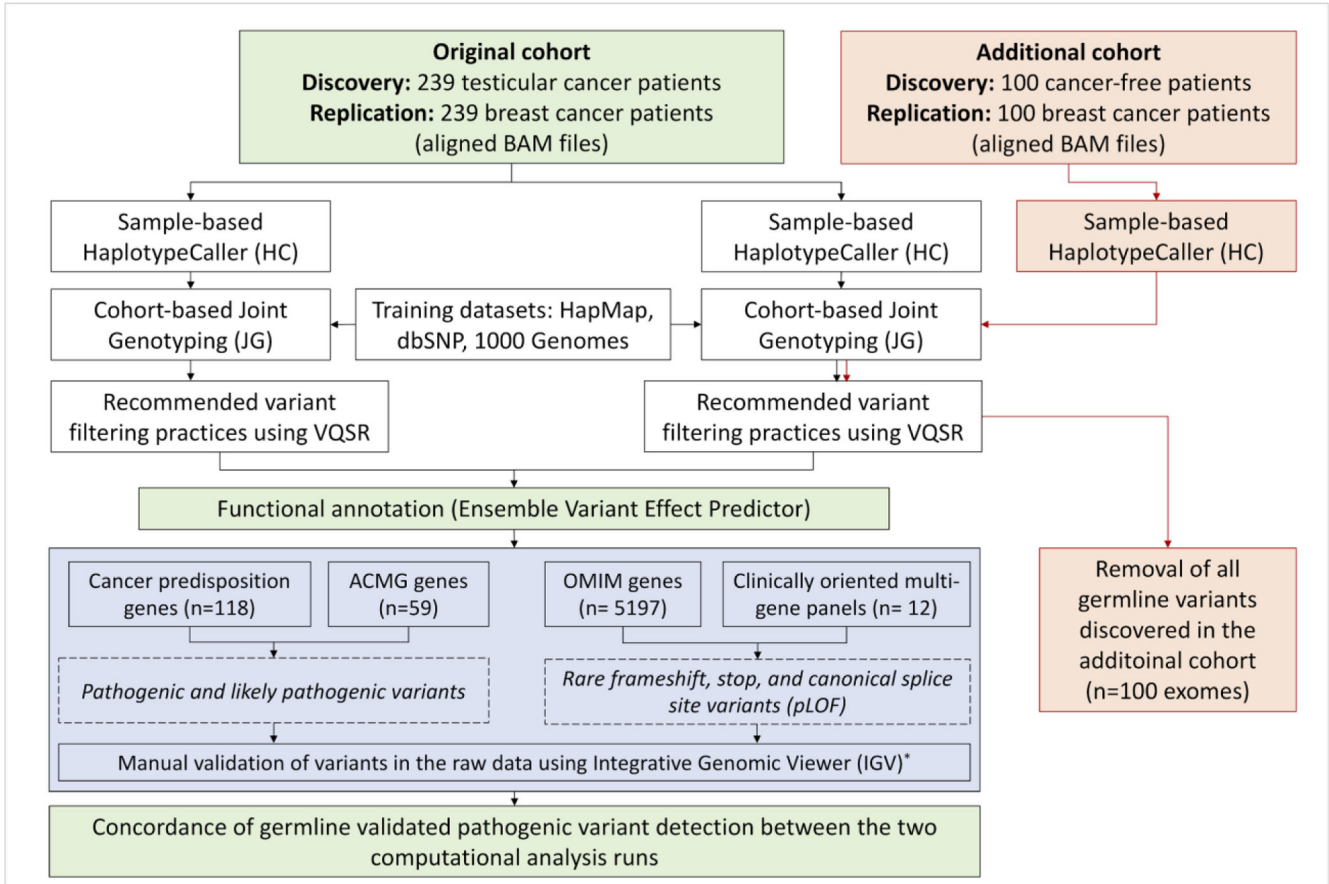 Original cohort
Discovery: 239 testicular cancer patients
Replication: 239 breast cancer patients
(aligned BAM files)
Additional cohort
Discovery: 100 cancer-free patients
Replication: 100 breast cancer patients
(aligned BAM files)
Sample-based
HaplotypeCaller (HC)
Sample-based
HaplotypeCaller (HC)
Sample-based
HaplotypeCaller (HC)
Cohort-based Joint
Genotyping (JG)
Training datasets: HapMap,
dbSNP, 1000 Genomes
Cohort-based Joint
Genotyping (JG)
Recommended variant
filtering practices using VQSR
Recommended variant
filtering practices using VQSR
Functional annotation (Ensemble Variant Effect Predictor)
Cancer predisposition
genes (n=118)
ACMG genes
(n=59)
OMIM genes
(n= 5197)
Clinically oriented multi-
gene panels (n= 12)
Pathogenic and likely pathogenic variants
Rare frameshift, stop, and canonical splice
site variants (pLOF)
Manual validation of variants in the raw data using Integrative Genomic Viewer (IGV)*
Removal of all
germline variants
discovered in the
additoinal cohort
(n=100 exomes)
Concordance of germline validated pathogenic variant detection between the two
computational analysis runs